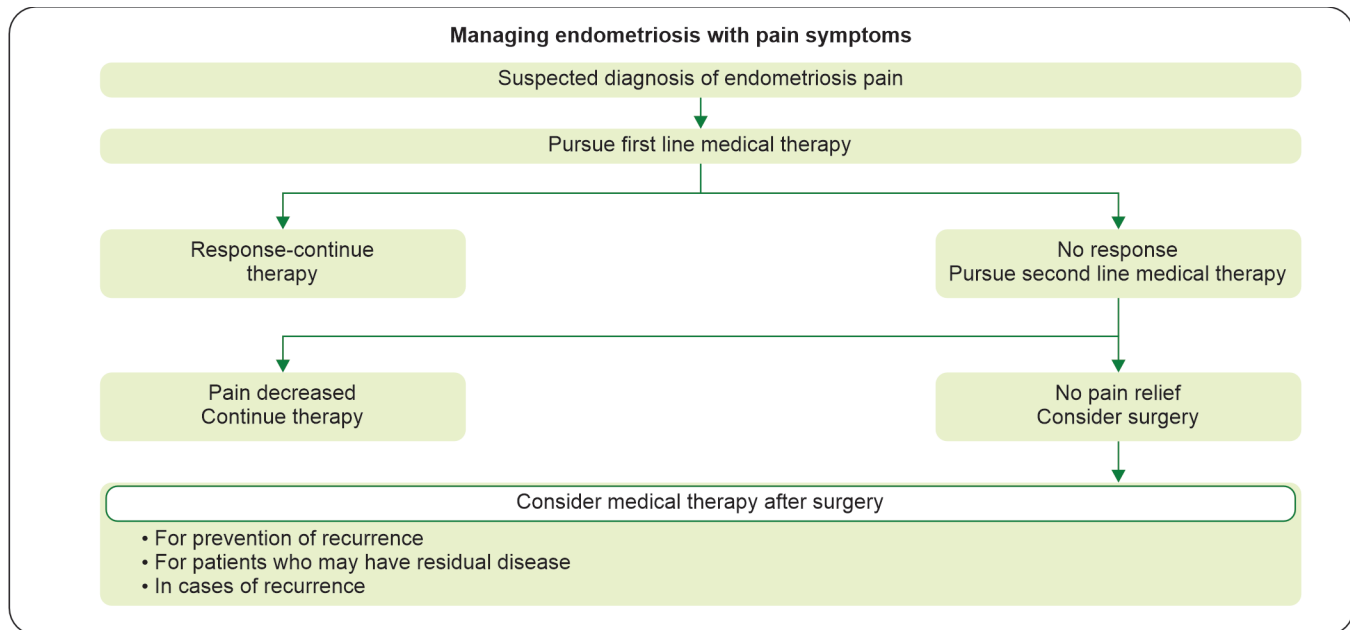 Managing endometriosis with pain symptoms
Suspected diagnosis of endometriosis pain
Pursue first line medical therapy
Response-continue
therapy
No response
Pursue second line medical therapy
Pain decreased
Continue therapy
No pain relief
Consider surgery
Consider medical therapy after surgery
• For prevention of recurrence
• For patients who may have residual disease
• In cases of recurrence